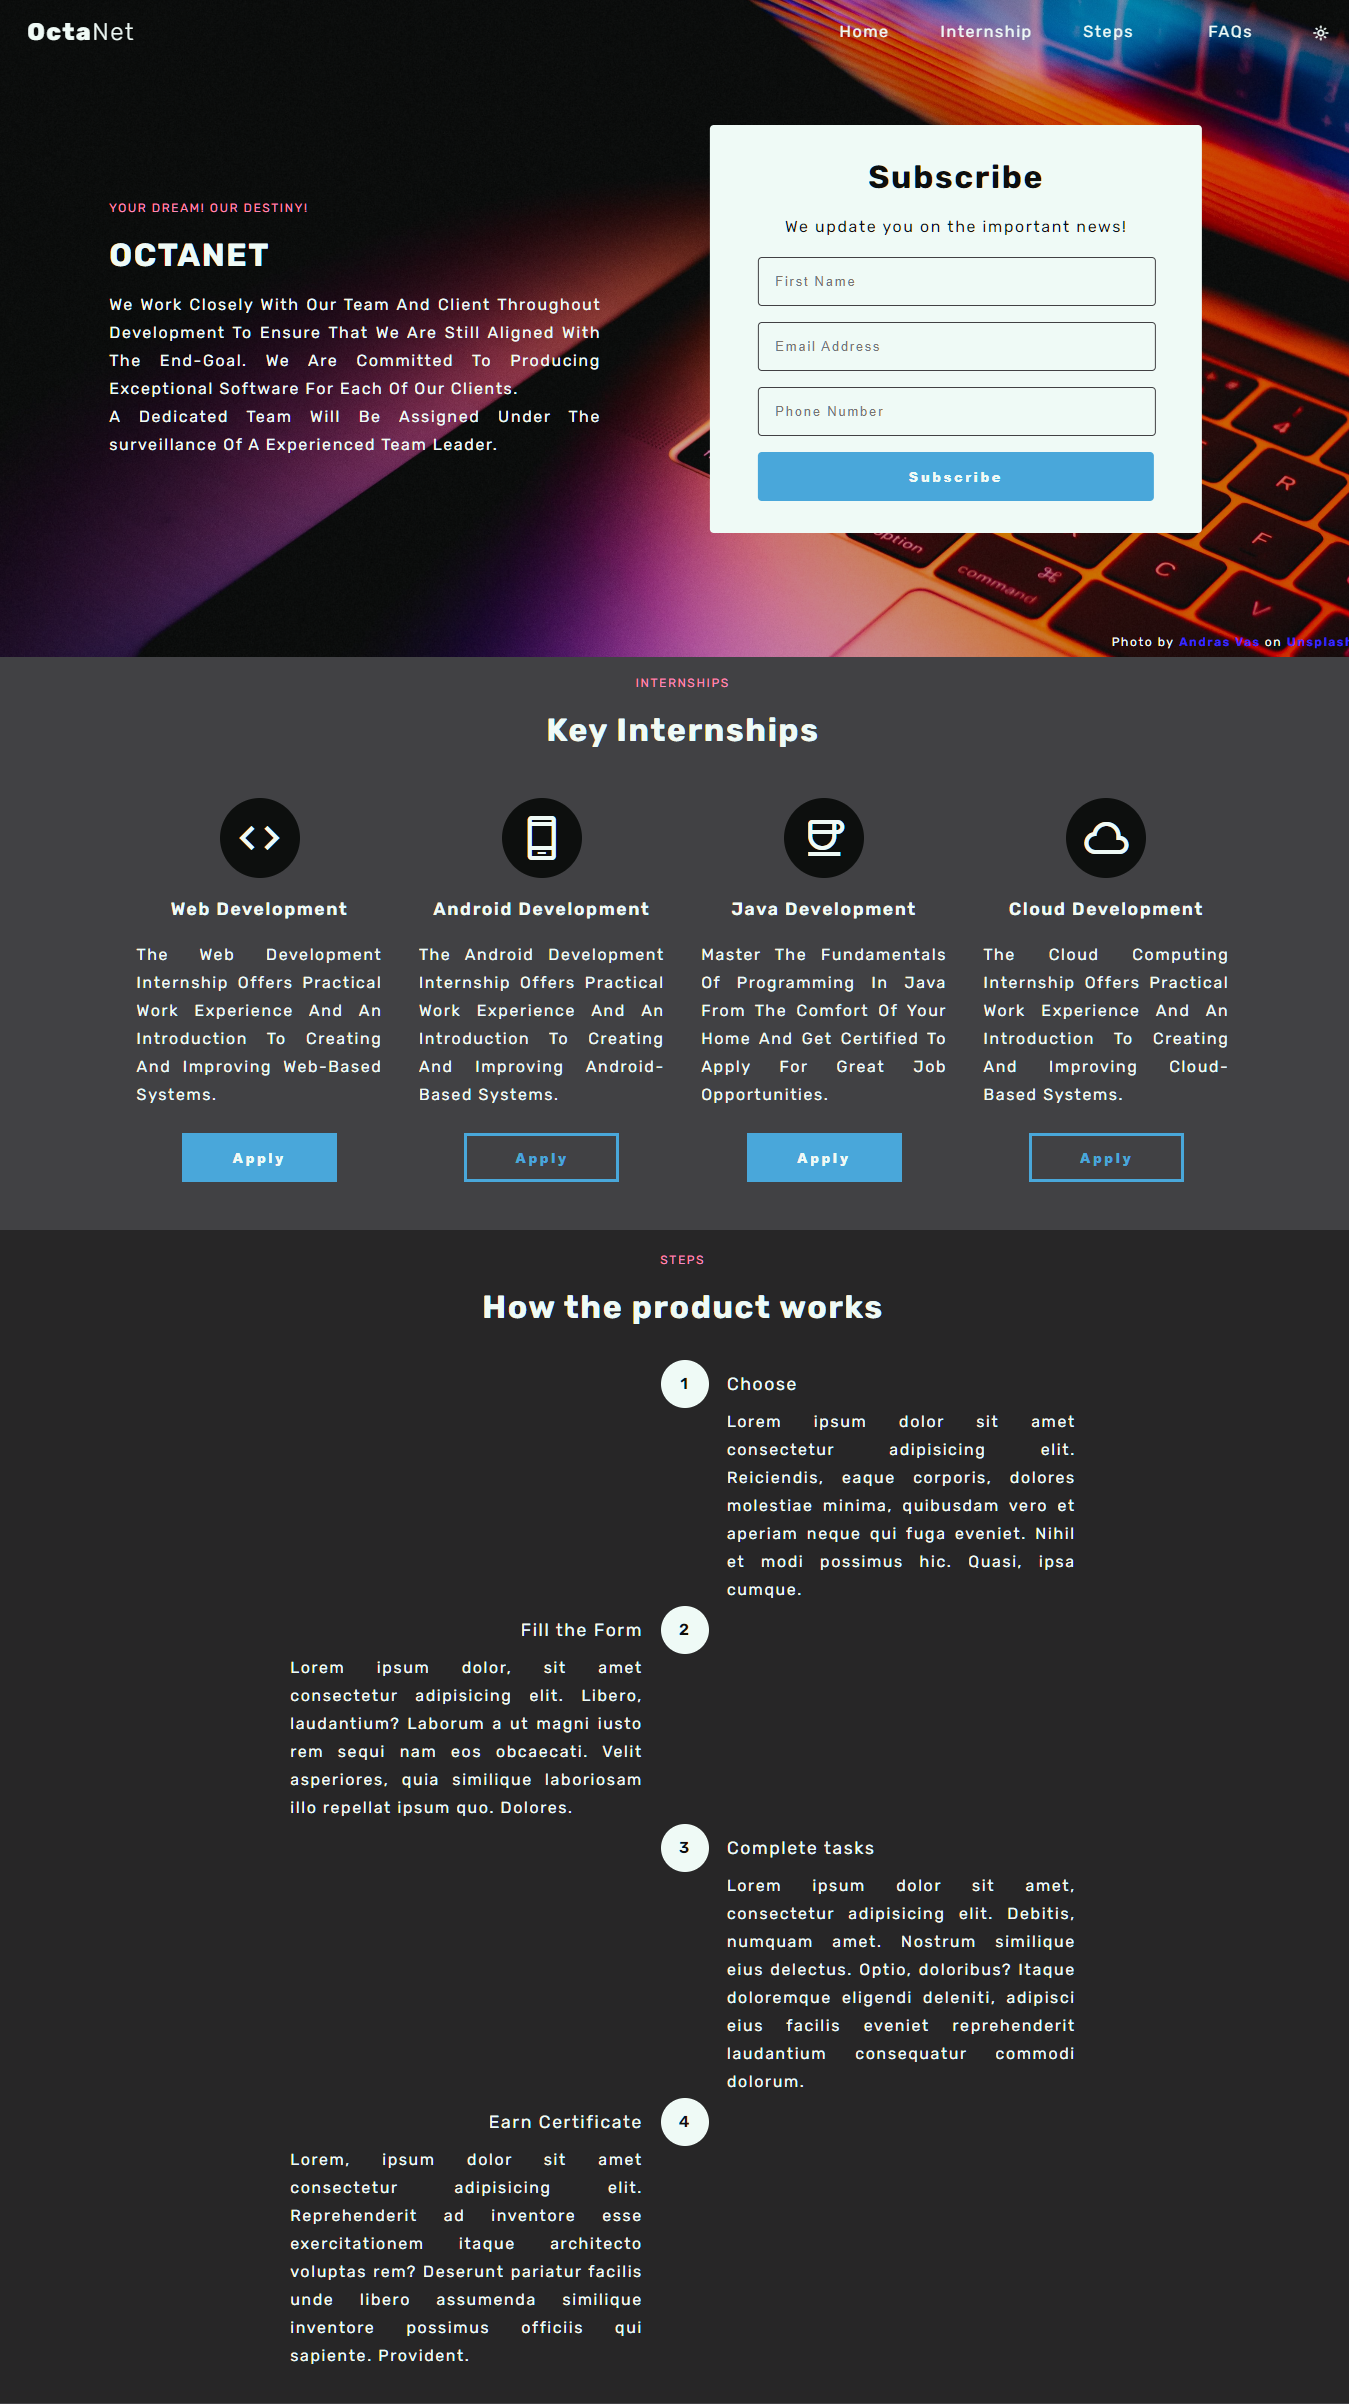 OctaNet
Home Internship Steps FAQs
YOUR DREAM! OUR DESTINY!
OCTANET
We Work Closely With Our Team And Client Throughout
Development To Ensure That We Are Still Aligned With
The End-Goal. We Are Committed To Producing
Exceptional Software For Each Of Our Clients.
A Dedicated Team Will Be Assigned Under The
surveillance Of A Experienced Team Leader.
Subscribe
We update you on the important news!
First Name
Email Address
Phone Number
Subscribe
4
R
F
C
V
option
command
Photo by Andras Vas on Unsplash
INTERNSHIPS
Key Internships
Web Development
The Web Development
Internship Offers Practical
Work Experience And An
Introduction To Creating
And Improving Web-Based
Systems.
Apply
Android Development
The Android Development
Internship Offers Practical
Work Experience And An
Introduction To Creating
And Improving Android-
Based Systems.
Apply
Java Development
Master The Fundamentals
Of Programming In Java
From The Comfort Of Your
Home And Get Certified To
Apply For Great Job
Opportunities.
Apply
Cloud Development
The Cloud Computing
Internship Offers Practical
Work Experience And An
Introduction To Creating
And Improving Cloud-
Based Systems.
Apply
STEPS
How the product works
1
Choose
Lorem ipsum dolor sit amet
consectetur adipisicing elit.
Reiciendis, eaque corporis, dolores
molestiae minima, quibusdam vero et
aperiam neque qui fuga eveniet. Nihil
et modi possimus hic. Quasi, ipsa
cumque.
Fill the Form
2
Lorem ipsum dolor, sit amet
consectetur adipisicing elit. Libero,
laudantium? Laborum a ut magni iusto
rem sequi nam eos obcaecati. Velit
asperiores, quia similique laboriosam
illo repellat ipsum quo. Dolores.
3
Complete tasks
Lorem ipsum dolor sit amet,
consectetur adipisicing elit. Debitis,
numquam amet. Nostrum similique
eius delectus. Optio, doloribus? Itaque
doloremque eligendi deleniti, adipisci
eius facilis eveniet reprehenderit
laudantium consequatur commodi
dolorum.
Earn Certificate
4
Lorem, ipsum dolor sit amet
consectetur adipisicing elit.
Reprehenderit ad inventore esse
exercitationem itaque architecto
voluptas rem? Deserunt pariatur facilis
unde libero assumenda similique
inventore possimus officiis qui
sapiente. Provident.